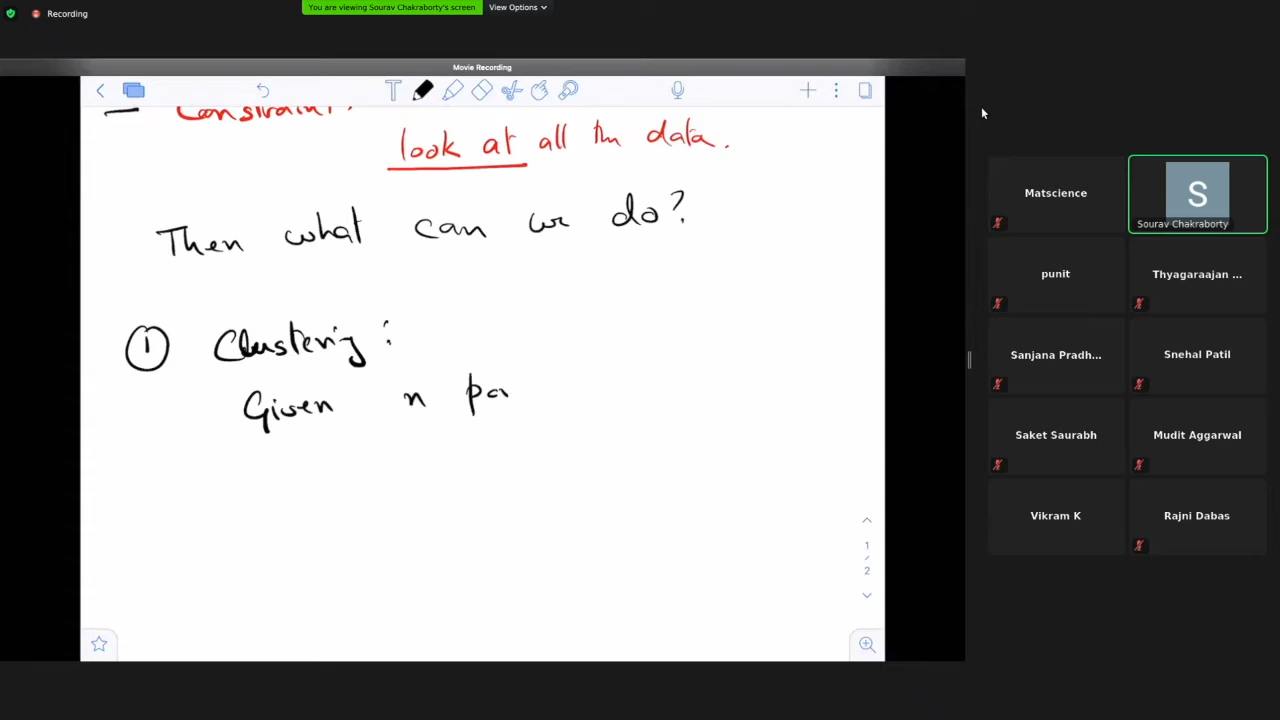 Recording
You are viewing Sourav Chakraborty's screen
View Options
Movie Recording
Constraint:
look at all the data.
Then what can we do?
① Clustering:
Given n po
1
/
2
Matscience
S
Sourav Chakraborty
punit
Thyagaraajan ...
Sanjana Pradh...
Snehal Patil
Saket Saurabh
Mudit Aggarwal
Vikram K
Rajni Dabas